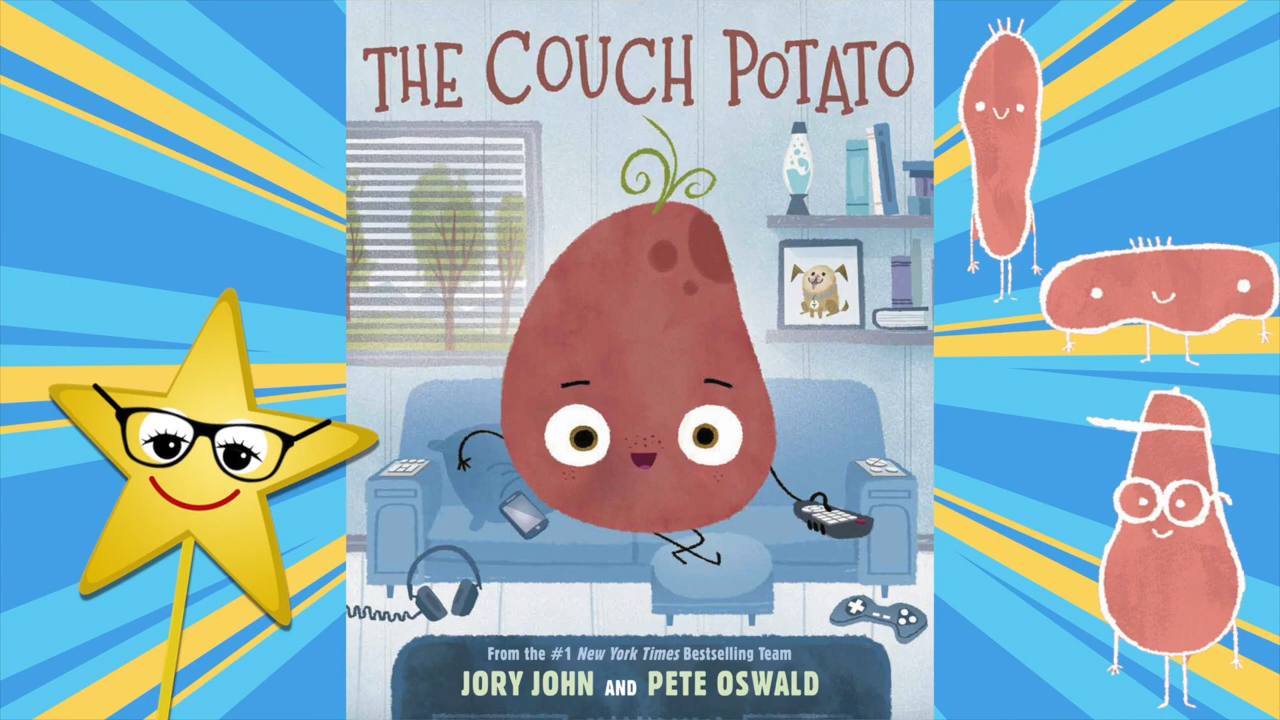 THE COUCH POTATO
From the #1 New York Times Bestselling Team
JORY JOHN AND PETE OSWALD